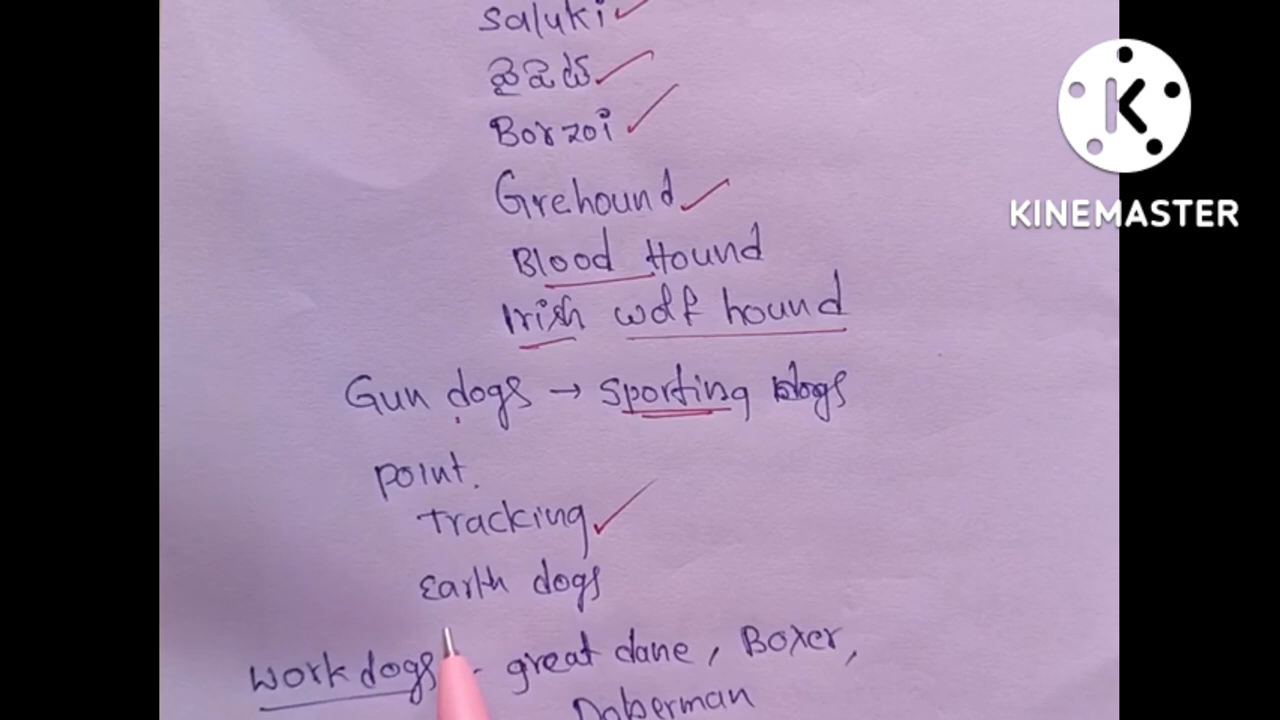 Saluki
వైపెట్
Borzoi
Grehound
Blood Hound
Irish wolf hound
Gun dogs → Sporting dogs
point.
Tracking
Earth dogs
Work dogs - great dane, Boxer,
Doberman
K
KINEMASTER